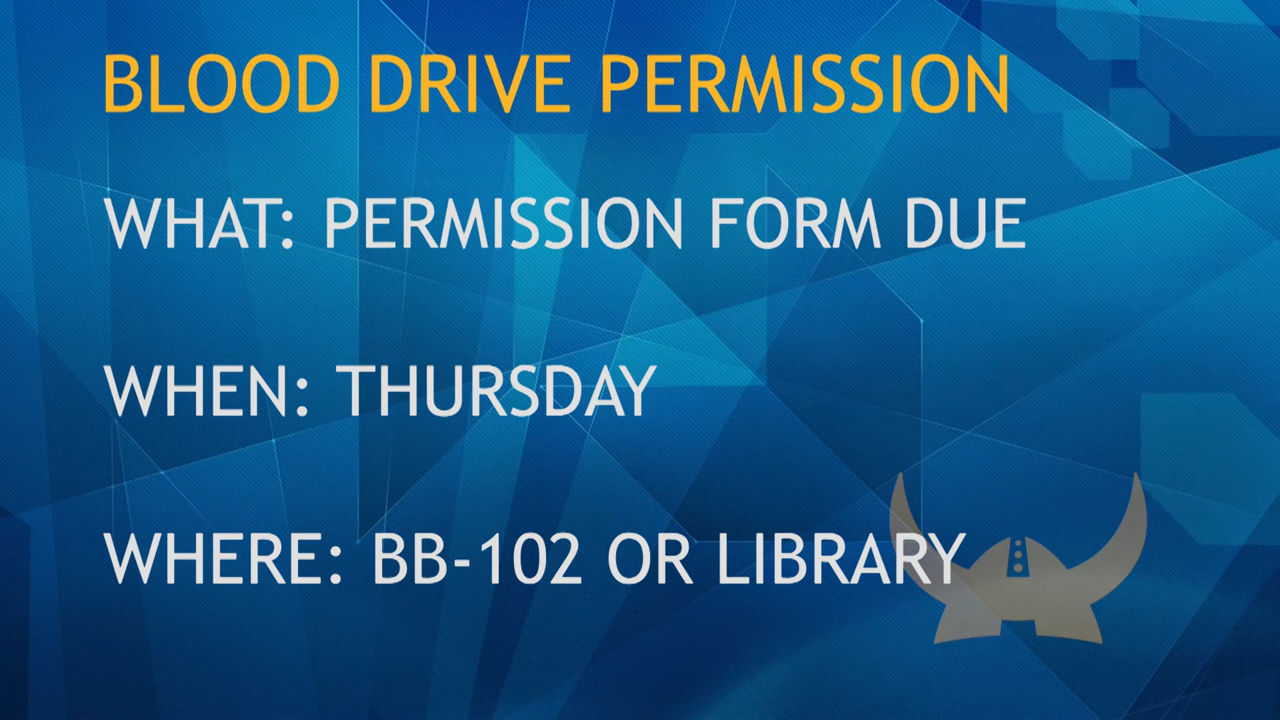 BLOOD DRIVE PERMISSION
WHAT: PERMISSION FORM DUE
WHEN: THURSDAY
WHERE: BB-102 OR LIBRARY